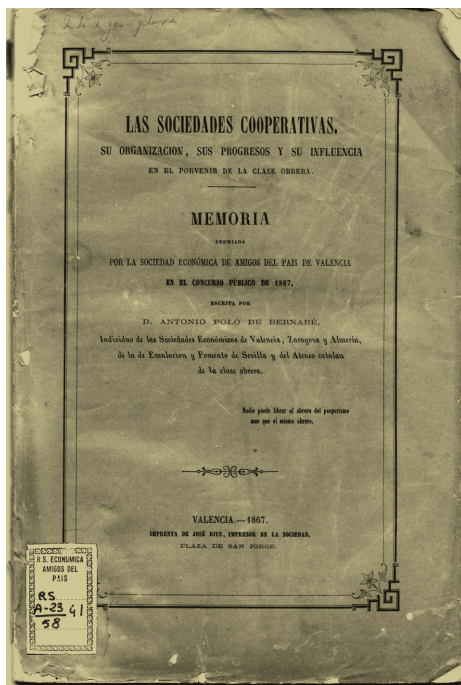 LAS SOCIEDADES COOPERATIVAS,
SU ORGANIZACION, SUS PROGRESOS Y SU INFLUENCIA
EN EL PORVENIR DE LA CLASE OBRERA.
MEMORIA
PREMIADA
POR LA SOCIEDAD ECONÓMICA DE AMIGOS DEL PAIS DE VALENCIA
EN EL CONCURSO PÚBLICO DE 1867,
ESCRITA POR
D. ANTONIO POLO DE BERNABÉ,
Individuo de las Sociedades Económicas de Valencia, Zaragoza y Almería,
de la de Emulacion y Fomento de Sevilla y del Ateneo catalan
de la clase obrera.
Nadie puede librar al obrero del pauperismo
mas que el mismo obrero.
VALENCIA.—1867.
IMPRENTA DE JOSÉ RIUS, IMPRESOR DE LA SOCIEDAD,
PLAZA DE SAN JORGE.
R.S. ECONOMICA
AMIGOS DEL
PAIS
RS
A-23 41
58